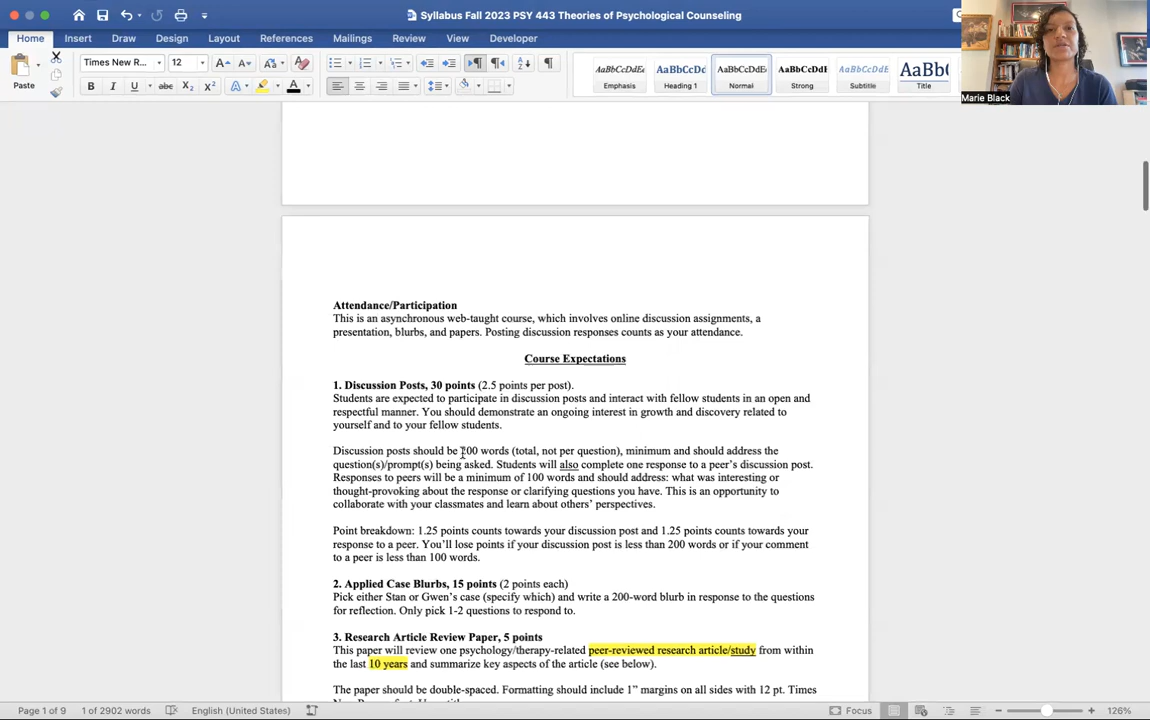 Syllabus Fall 2023 PSY 443 Theories of Psychological Counseling
Home Insert Draw Design Layout References Mailings Review View Developer
Times New R... 12
Paste
B I U abc X2 X2 A A
AaBbCcDdEe AaBbCcDd AaBbCcDdEe AaBbCcDdE AaBbCcDdEe AaBb(
Emphasis Heading 1 Normal Strong Subtitle Title
Marie Black
Attendance/Participation
This is an asynchronous web-taught course, which involves online discussion assignments, a
presentation, blurbs, and papers. Posting discussion responses counts as your attendance.
Course Expectations
1. Discussion Posts, 30 points (2.5 points per post).
Students are expected to participate in discussion posts and interact with fellow students in an open and
respectful manner. You should demonstrate an ongoing interest in growth and discovery related to
yourself and to your fellow students.
Discussion posts should be 200 words (total, not per question), minimum and should address the
question(s)/prompt(s) being asked. Students will also complete one response to a peer's discussion post.
Responses to peers will be a minimum of 100 words and should address: what was interesting or
thought-provoking about the response or clarifying questions you have. This is an opportunity to
collaborate with your classmates and learn about others' perspectives.
Point breakdown: 1.25 points counts towards your discussion post and 1.25 points counts towards your
response to a peer. You'll lose points if your discussion post is less than 200 words or if your comment
to a peer is less than 100 words.
2. Applied Case Blurbs, 15 points (2 points each)
Pick either Stan or Gwen's case (specify which) and write a 200-word blurb in response to the questions
for reflection. Only pick 1-2 questions to respond to.
3. Research Article Review Paper, 5 points
This paper will review one psychology/therapy-related peer-reviewed research article/study from within
the last 10 years and summarize key aspects of the article (see below).
The paper should be double-spaced. Formatting should include 1” margins on all sides with 12 pt. Times
Page 1 of 9 1 of 2902 words English (United States) Focus 126%